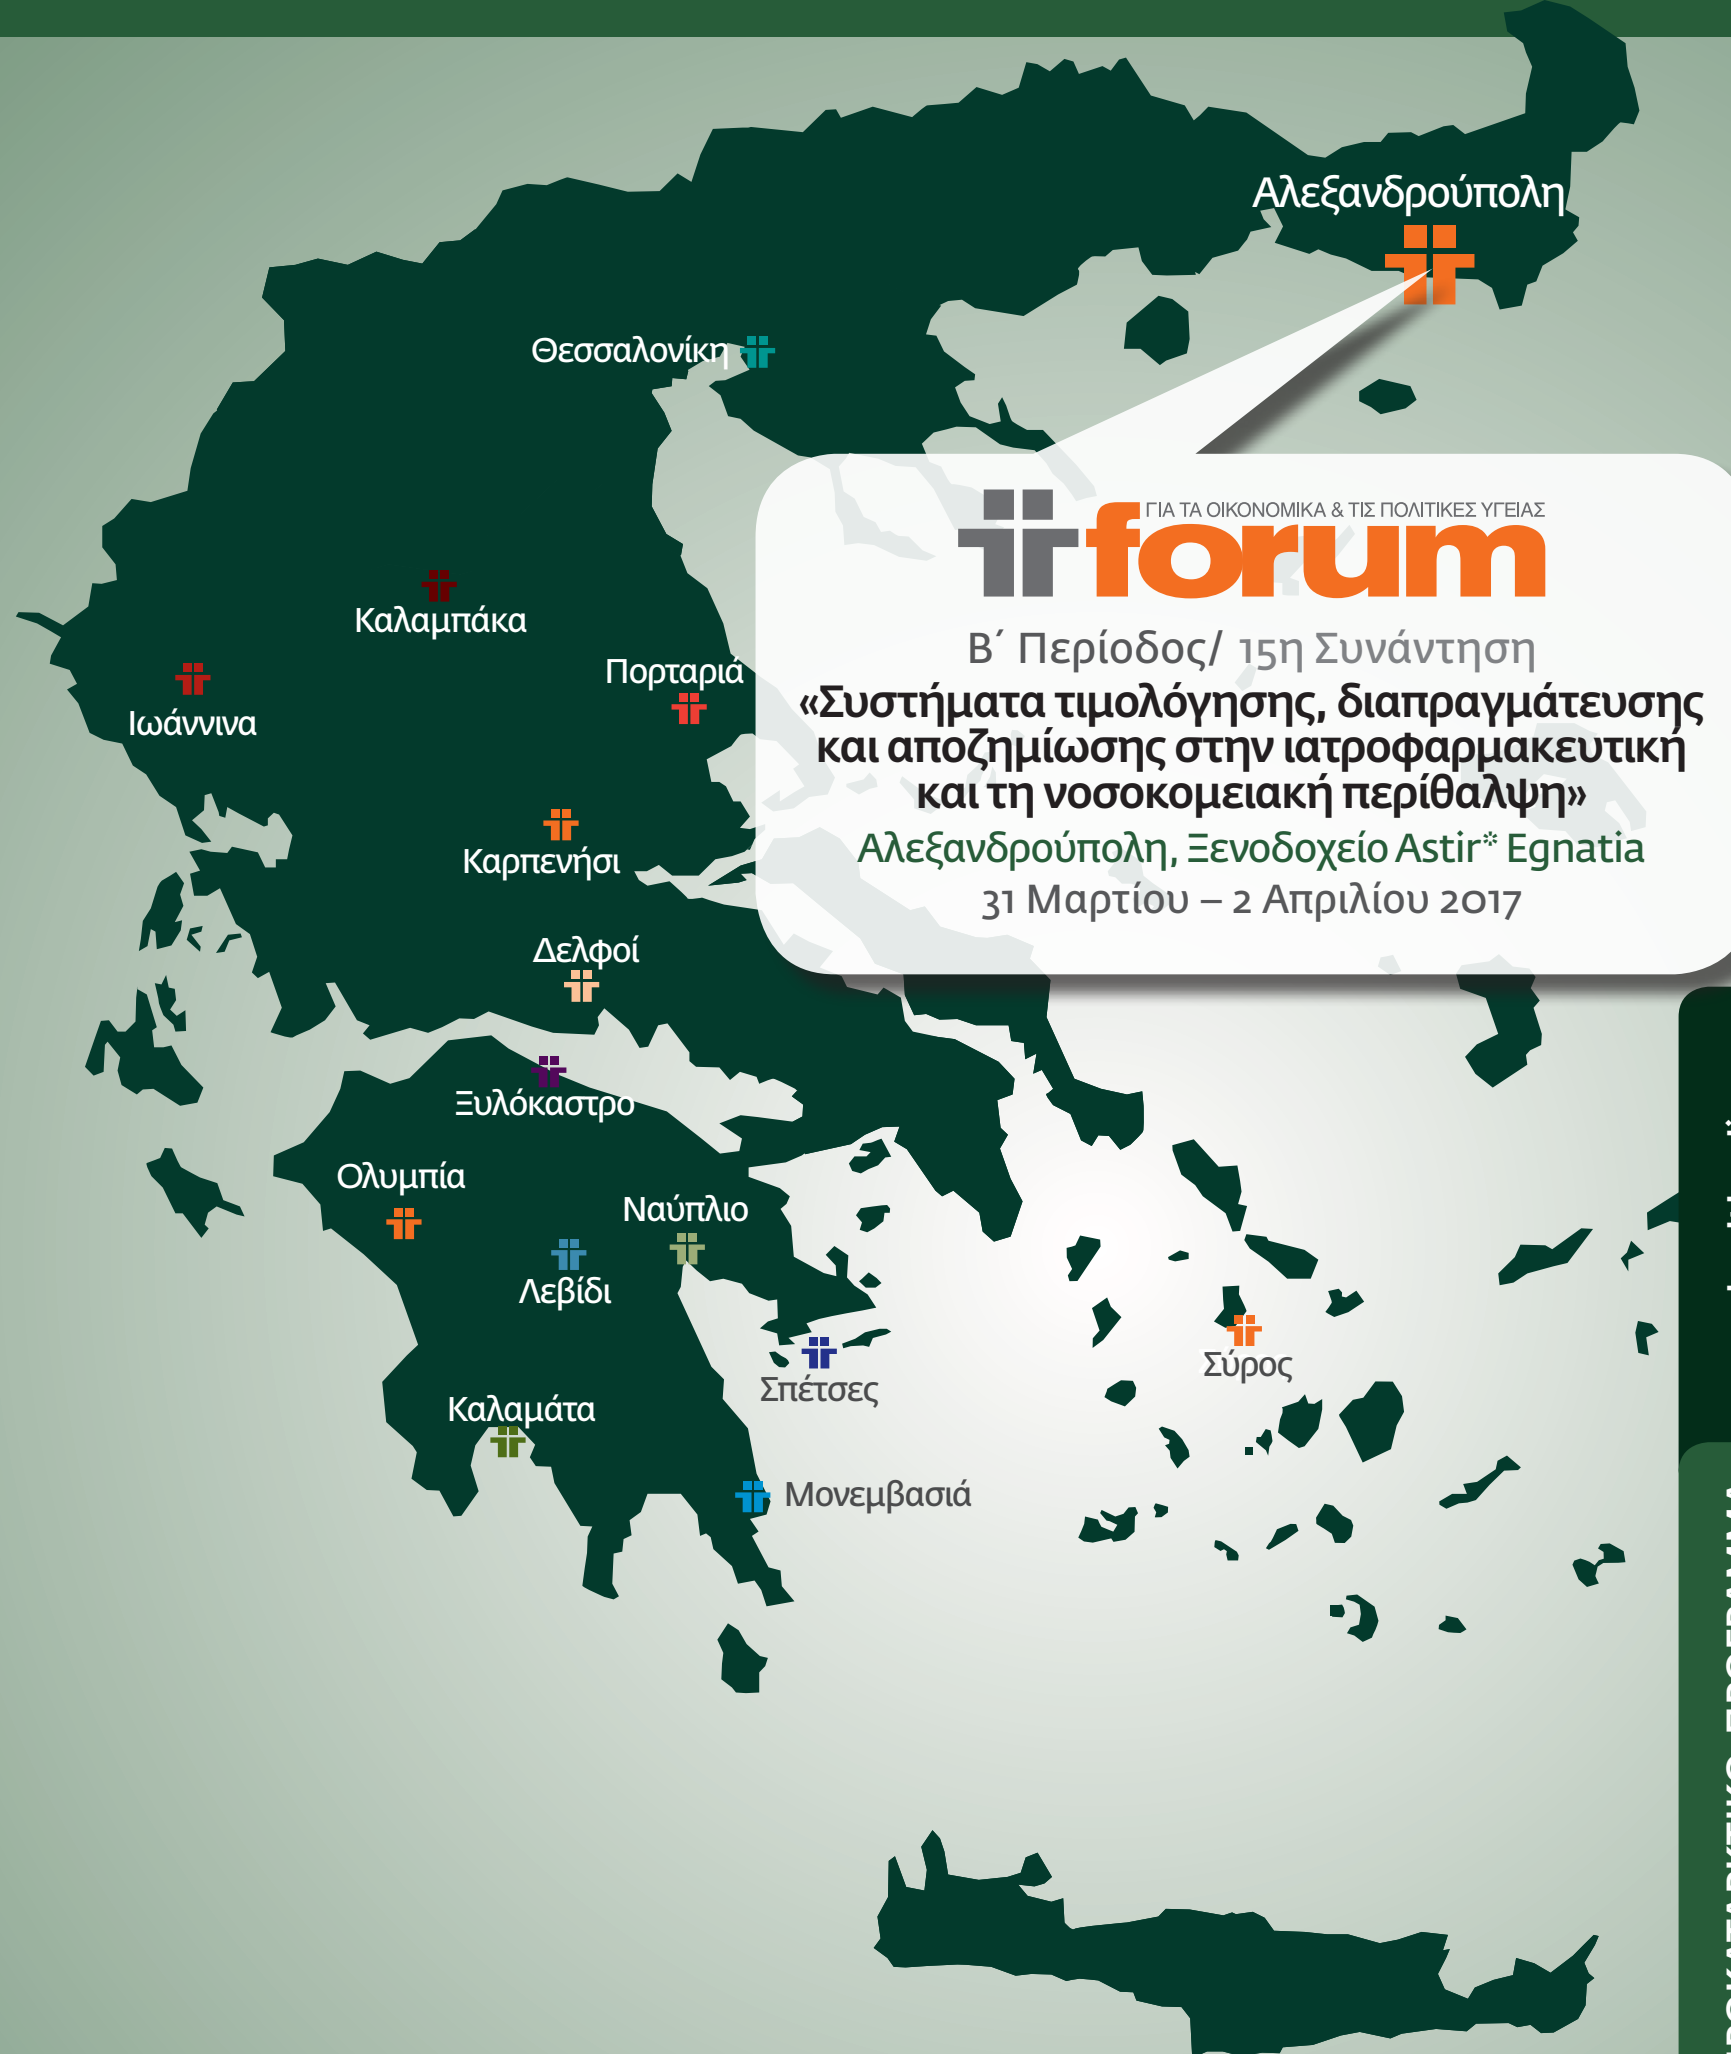 Αλεξανδρούπολη
Θεσσαλονίκη
ΓΙΑ ΤΑ ΟΙΚΟΝΟΜΙΚΑ & ΤΙΣ ΠΟΛΙΤΙΚΕΣ ΥΓΕΙΑΣ
forum
Β΄ Περίοδος/ 15η Συνάντηση
«Συστήματα τιμολόγησης, διαπραγμάτευσης
και αποζημίωσης στην ιατροφαρμακευτική
και τη νοσοκομειακή περίθαλψη»
Αλεξανδρούπολη, Ξενοδοχείο Astir* Egnatia
31 Μαρτίου – 2 Απριλίου 2017
Καλαμπάκα
Πορταριά
Ιωάννινα
Καρπενήσι
Δελφοί
Ξυλόκαστρο
Ολυμπία
Ναύπλιο
Λεβίδι
Σύρος
Σπέτσες
Καλαμάτα
Μονεμβασιά